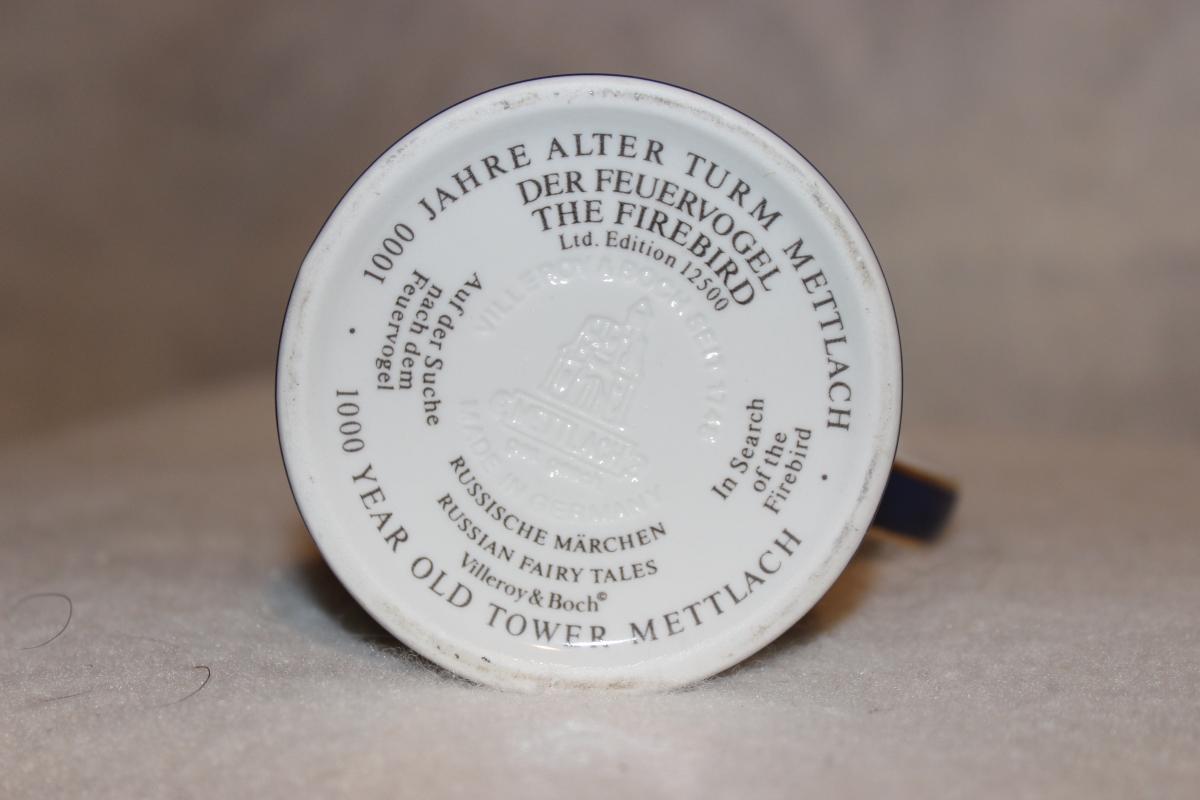 1000 JAHRE ALTER TURM METTLACH
DER FEUERVOGEL
THE FIREBIRD
Ltd. Edition 12500
Auf der Suche
nach dem
Feuervogel
In Search
of the
Firebird
VILLEROY & BOCH SEIT 1748
METTLACH
MADE IN GERMANY
RUSSISCHE MÄRCHEN
RUSSIAN FAIRY TALES
Villeroy & Boch©
1000 YEAR OLD TOWER METTLACH